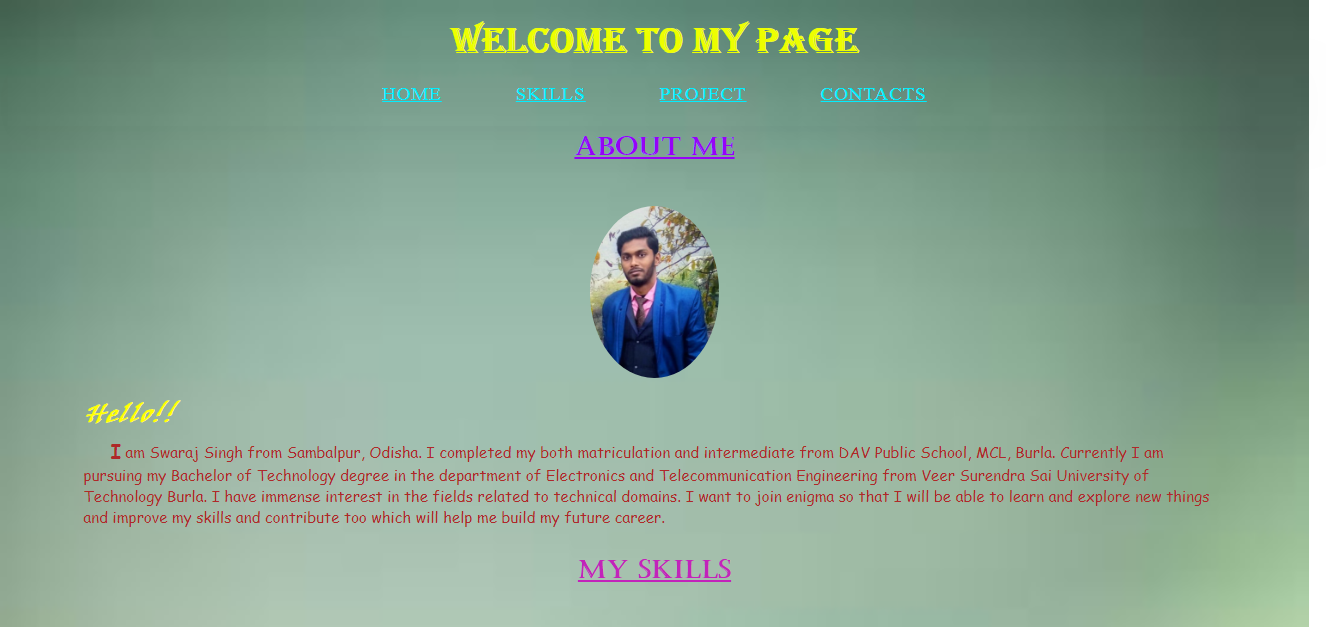 WELCOME TO MY PAGE
HOME SKILLS PROJECT CONTACTS
ABOUT ME
Hello!!
I am Swaraj Singh from Sambalpur, Odisha. I completed my both matriculation and intermediate from DAV Public School, MCL, Burla. Currently I am
pursuing my Bachelor of Technology degree in the department of Electronics and Telecommunication Engineering from Veer Surendra Sai University of
Technology Burla. I have immense interest in the fields related to technical domains. I want to join enigma so that I will be able to learn and explore new things
and improve my skills and contribute too which will help me build my future career.
MY SKILLS